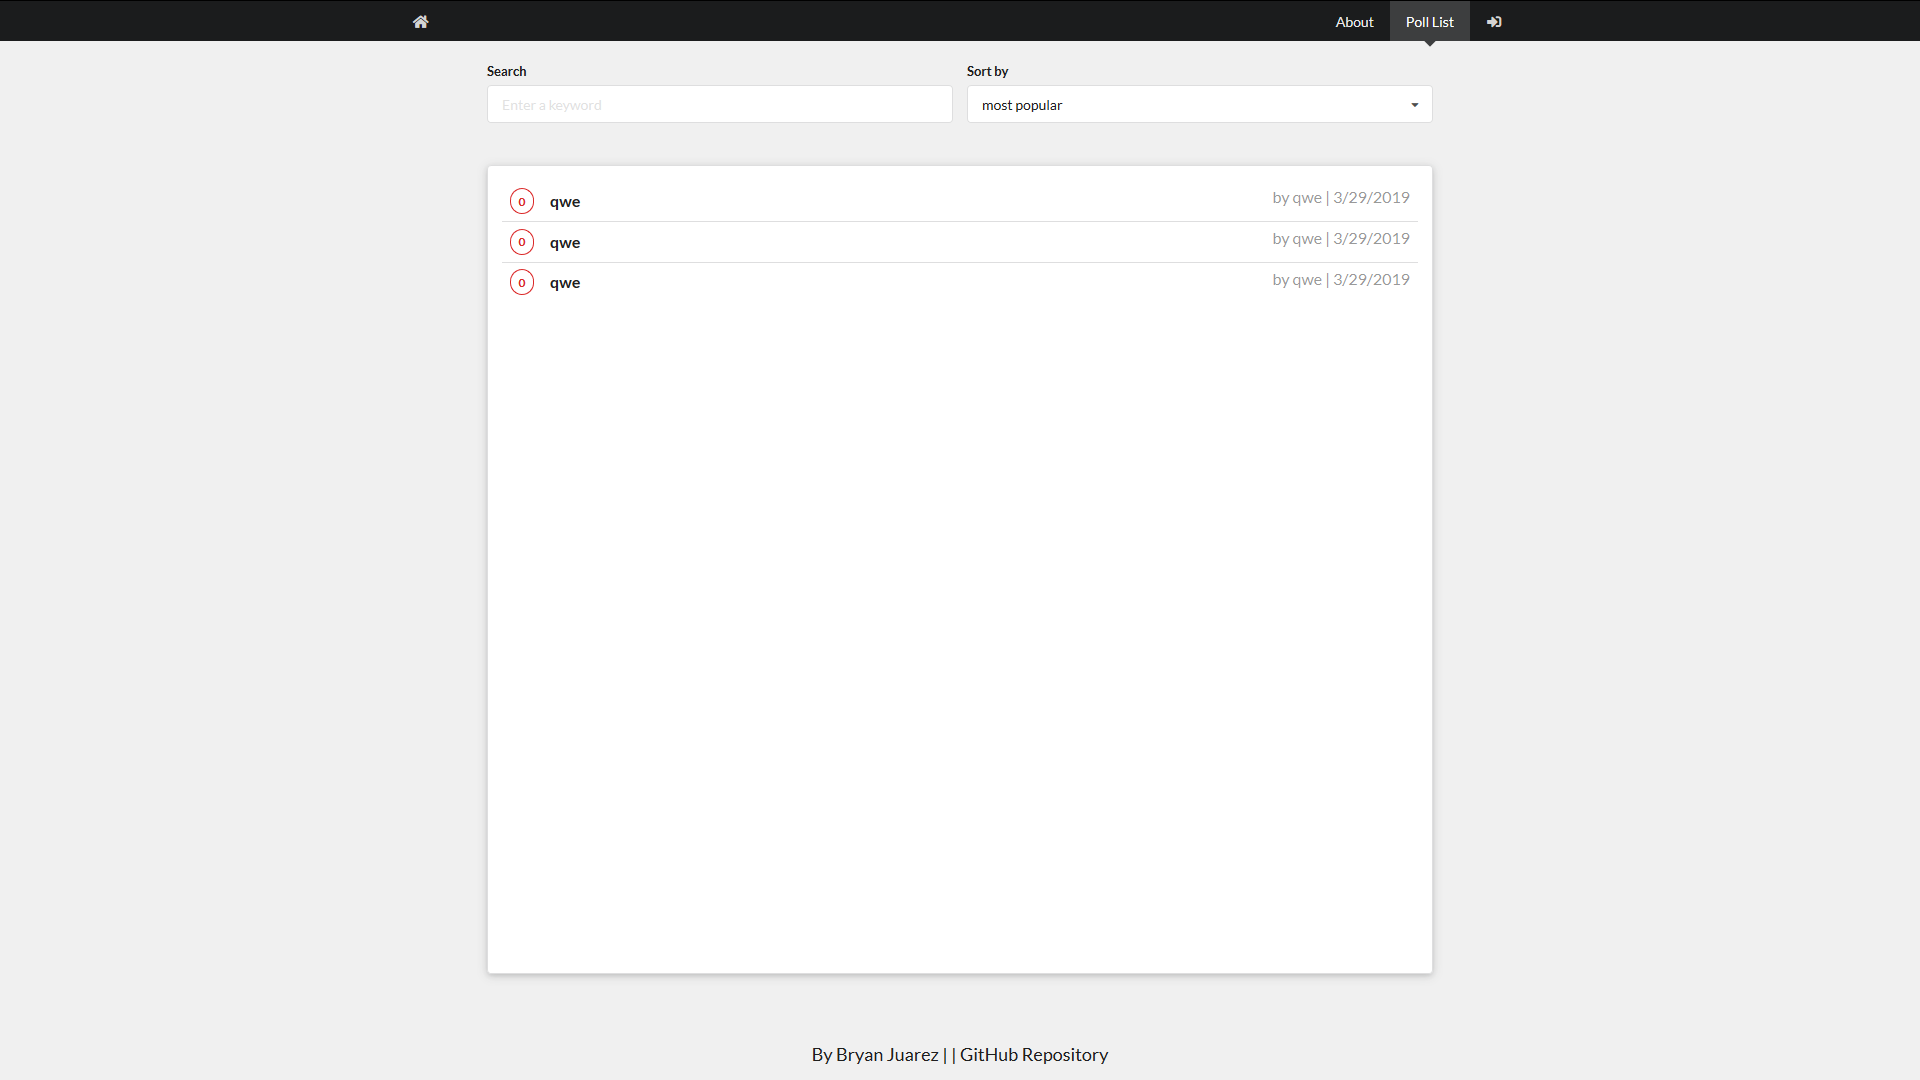 About Poll List
Search
Sort by
Enter a keyword
most popular
0 qwe by qwe | 3/29/2019
0 qwe by qwe | 3/29/2019
0 qwe by qwe | 3/29/2019
By Bryan Juarez | | GitHub Repository